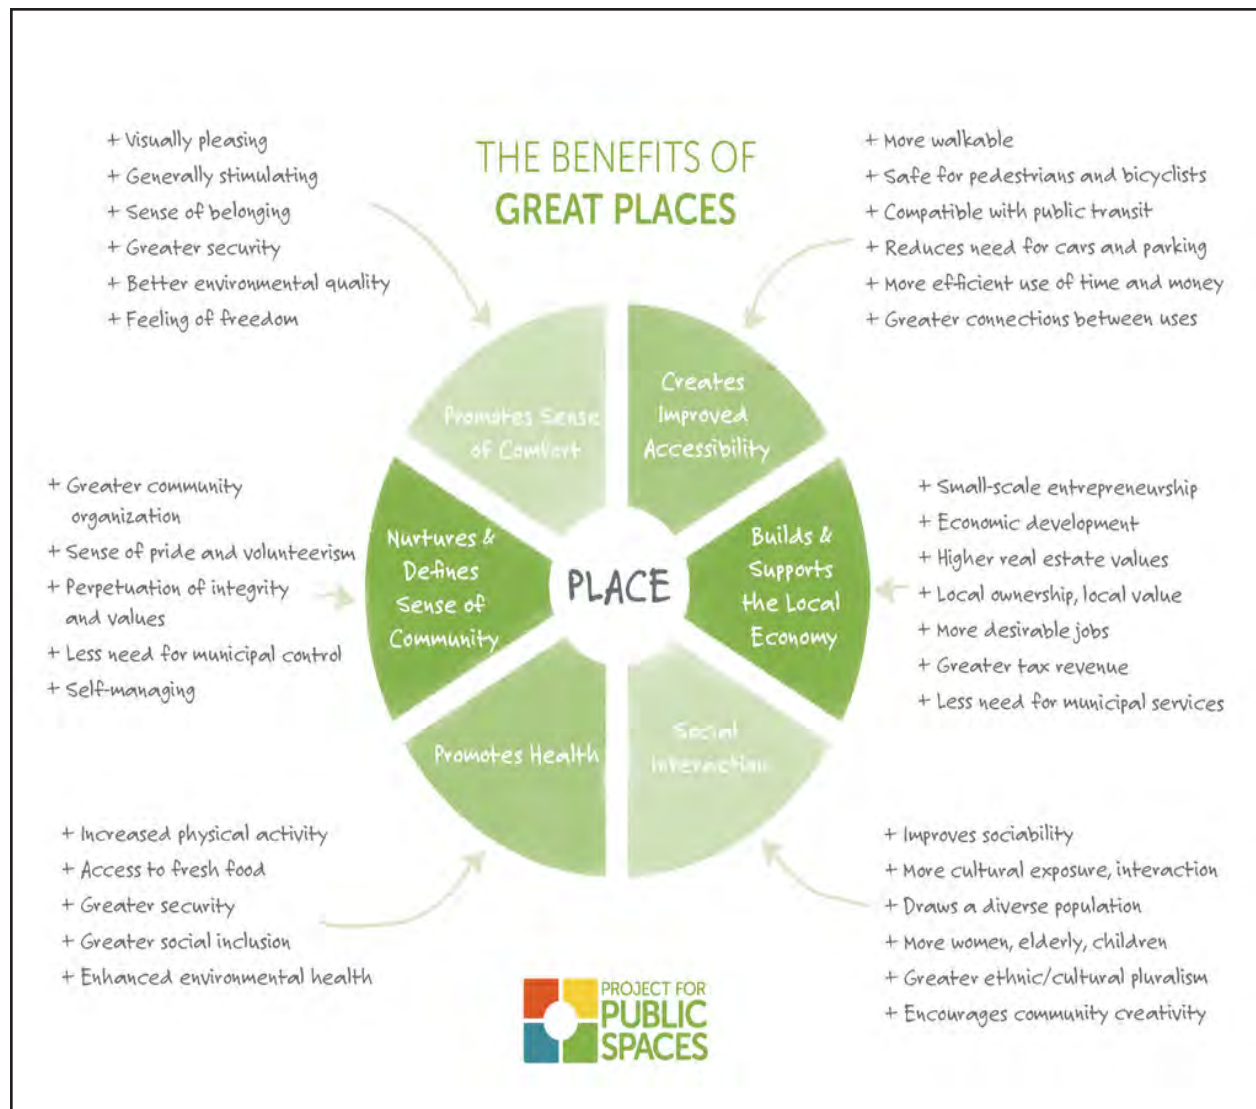 THE BENEFITS OF
GREAT PLACES
+ Visually pleasing
+ Generally stimulating
+ Sense of belonging
+ Greater security
+ Better environmental quality
+ Feeling of freedom
+ More walkable
+ Safe for pedestrians and bicyclists
+ Compatible with public transit
+ Reduces need for cars and parking
+ More efficient use of time and money
+ Greater connections between uses
Promotes Sense
of Comfort
Creates
Improved
Accessibility
+ Greater community
organization
+ Sense of pride and volunteerism
+ Perpetuation of integrity
and values
+ Less need for municipal control
+ Self-managing
Nurtures &
Defines
Sense of
Community
PLACE
Builds &
Supports
the Local
Economy
+ Small-scale entrepreneurship
+ Economic development
+ Higher real estate values
+ Local ownership, local value
+ More desirable jobs
+ Greater tax revenue
+ Less need for municipal services
Promotes Health
Social
Interaction
+ Increased physical activity
+ Access to fresh food
+ Greater security
+ Greater social inclusion
+ Enhanced environmental health
+ Improves sociability
+ More cultural exposure, interaction
+ Draws a diverse population
+ More women, elderly, children
+ Greater ethnic/cultural pluralism
+ Encourages community creativity
PROJECT FOR
PUBLIC
SPACES